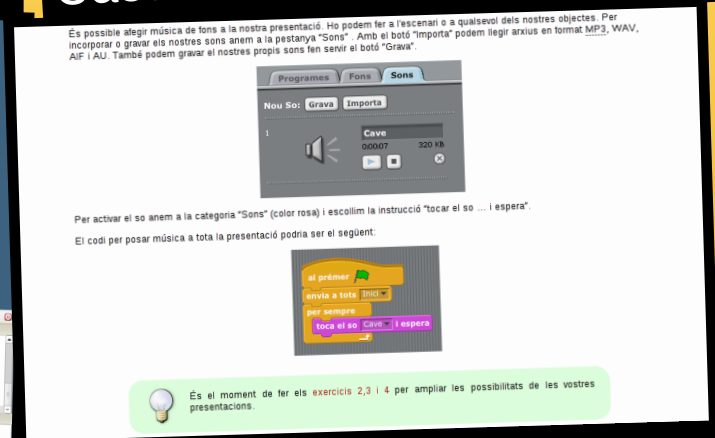 És possible afegir música de fons a la nostra presentació. Ho podem fer a l'escenari o a qualsevol dels nostres objectes. Per
incorporar o gravar els nostres sons anem a la pestanya "Sons" . Amb el botó "Importa" podem llegir arxius en format MP3, WAV,
AIF i AU. També podem gravar el nostres propis sons fen servir el botó "Grava".
Programes Fons Sons
Nou So: Grava Importa
1
Cave
0:00:07 320 KB
Per activar el so anem a la categoria "Sons" (color rosa) i escollim la instrucció "tocar el so ... i espera".
El codi per posar música a tota la presentació podria ser el següent:
al prémer
envia a tots Inici
per sempre
toca el so Cave i espera
És el moment de fer els exercicis 2,3 i 4 per ampliar les possibilitats de les vostres
presentacions.